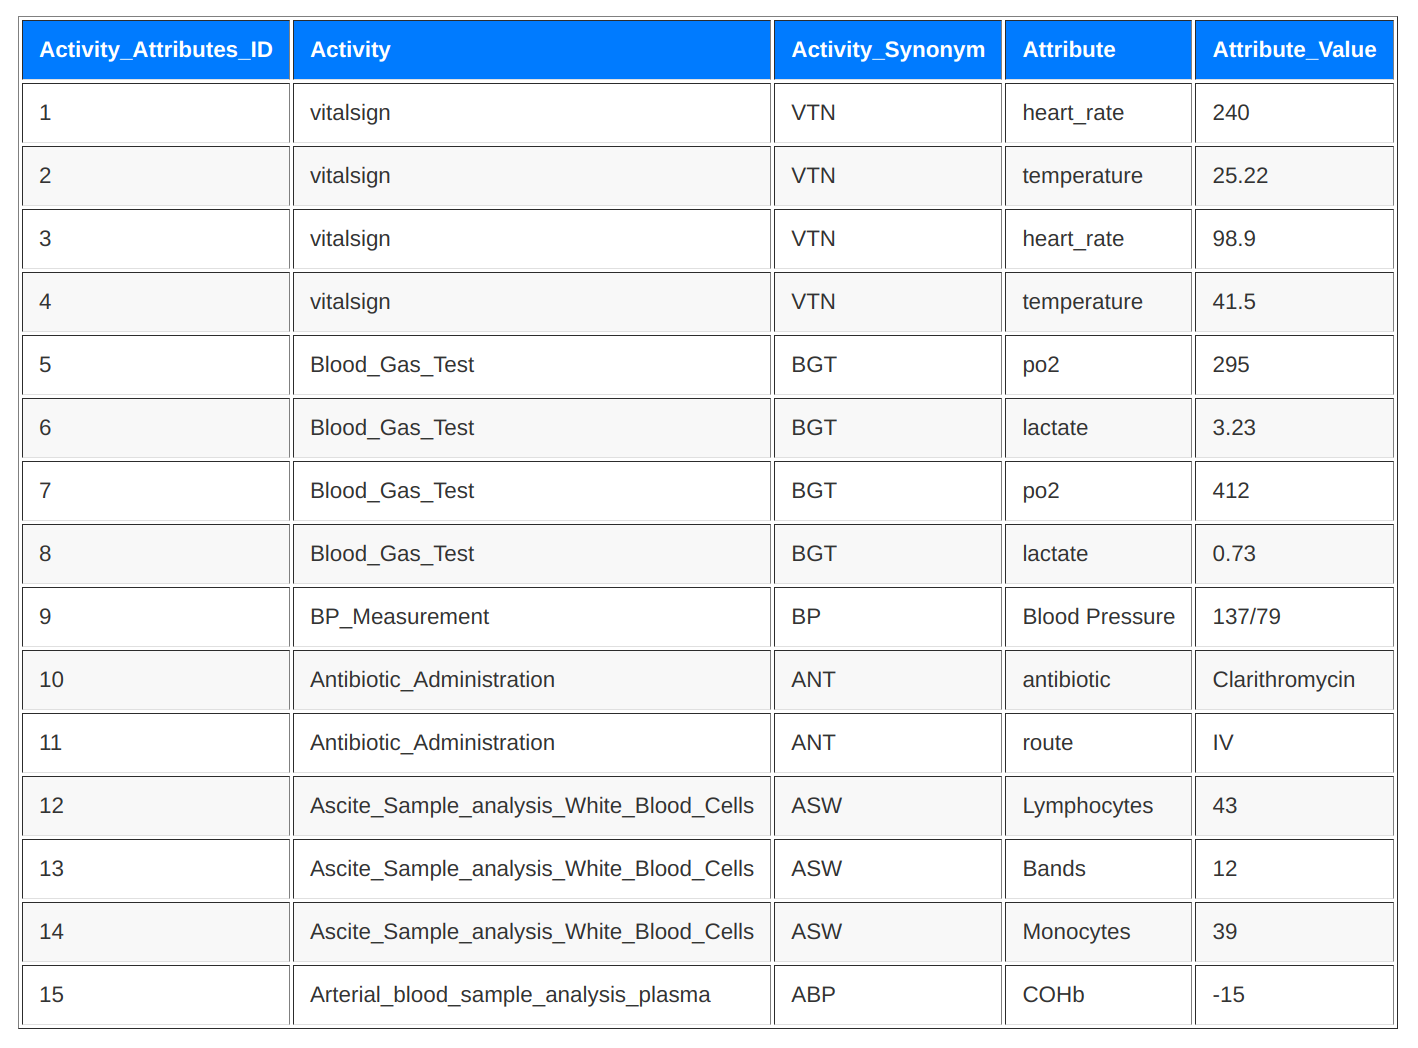 Activity_Attributes_ID Activity Activity_Synonym Attribute Attribute_Value
1 vitalsign VTN heart_rate 240
2 vitalsign VTN temperature 25.22
3 vitalsign VTN heart_rate 98.9
4 vitalsign VTN temperature 41.5
5 Blood_Gas_Test BGT po2 295
6 Blood_Gas_Test BGT lactate 3.23
7 Blood_Gas_Test BGT po2 412
8 Blood_Gas_Test BGT lactate 0.73
9 BP_Measurement BP Blood Pressure 137/79
10 Antibiotic_Administration ANT antibiotic Clarithromycin
11 Antibiotic_Administration ANT route IV
12 Ascite_Sample_analysis_White_Blood_Cells ASW Lymphocytes 43
13 Ascite_Sample_analysis_White_Blood_Cells ASW Bands 12
14 Ascite_Sample_analysis_White_Blood_Cells ASW Monocytes 39
15 Arterial_blood_sample_analysis_plasma ABP COHb -15